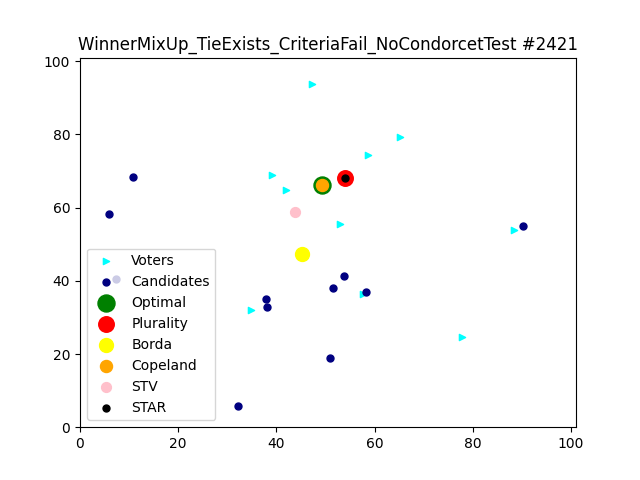 WinnerMixUp_TieExists_CriteriaFail_NoCondorcetTest #2421
100
80
60
40
20
0
Voters
Candidates
Optimal
Plurality
Borda
Copeland
STV
STAR
0 20 40 60 80 100